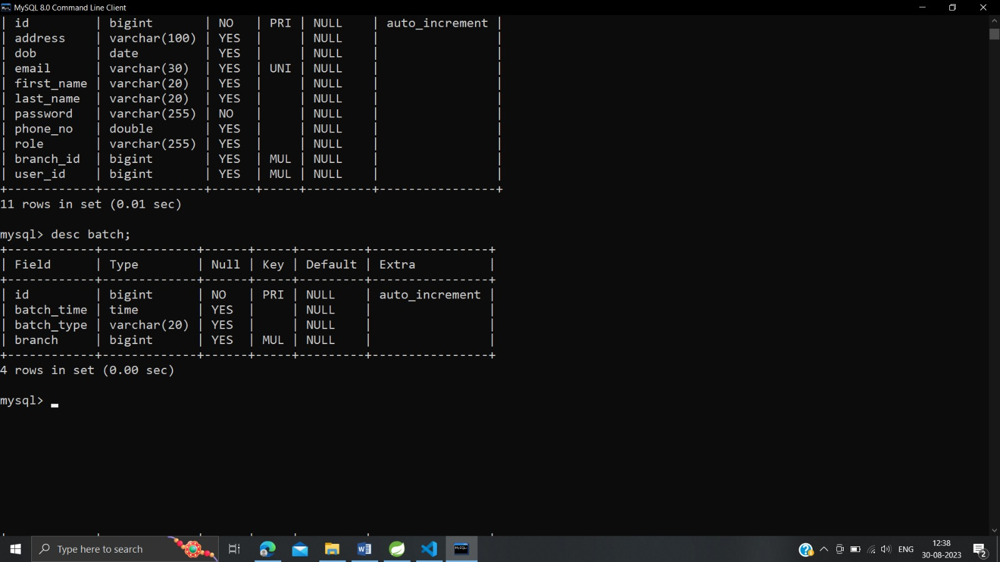 MySQL 8.0 Command Line Client
| id         | bigint       | NO   | PRI | NULL    | auto_increment |
| address    | varchar(100) | YES  |     | NULL    |                |
| dob        | date         | YES  |     | NULL    |                |
| email      | varchar(30)  | YES  | UNI | NULL    |                |
| first_name | varchar(20)  | YES  |     | NULL    |                |
| last_name  | varchar(20)  | YES  |     | NULL    |                |
| password   | varchar(255) | NO   |     | NULL    |                |
| phone_no   | double       | YES  |     | NULL    |                |
| role       | varchar(255) | YES  |     | NULL    |                |
| branch_id  | bigint       | YES  | MUL | NULL    |                |
| user_id    | bigint       | YES  | MUL | NULL    |                |
+------------+--------------+------+-----+---------+----------------+
11 rows in set (0.01 sec)
mysql> desc batch;
+------------+-------------+------+-----+---------+----------------+
| Field      | Type        | Null | Key | Default | Extra          |
+------------+-------------+------+-----+---------+----------------+
| id         | bigint      | NO   | PRI | NULL    | auto_increment |
| batch_time | time        | YES  |     | NULL    |                |
| batch_type | varchar(20) | YES  |     | NULL    |                |
| branch     | bigint      | YES  | MUL | NULL    |                |
+------------+-------------+------+-----+---------+----------------+
4 rows in set (0.00 sec)
mysql>
Type here to search
ENG
12:38
30-08-2023
2